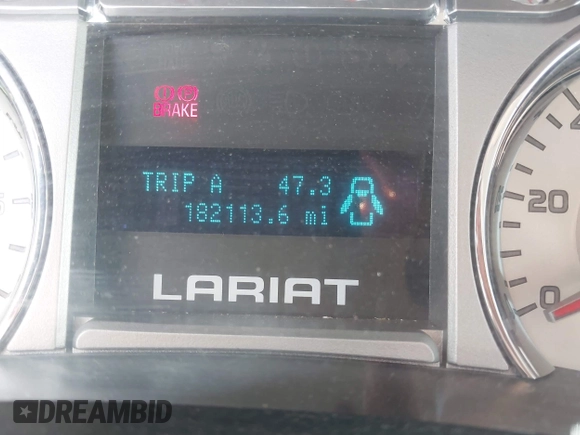 BRAKE
TRIP A 47.3
182113.6 mi
LARIAT
20
0
DREAMBID